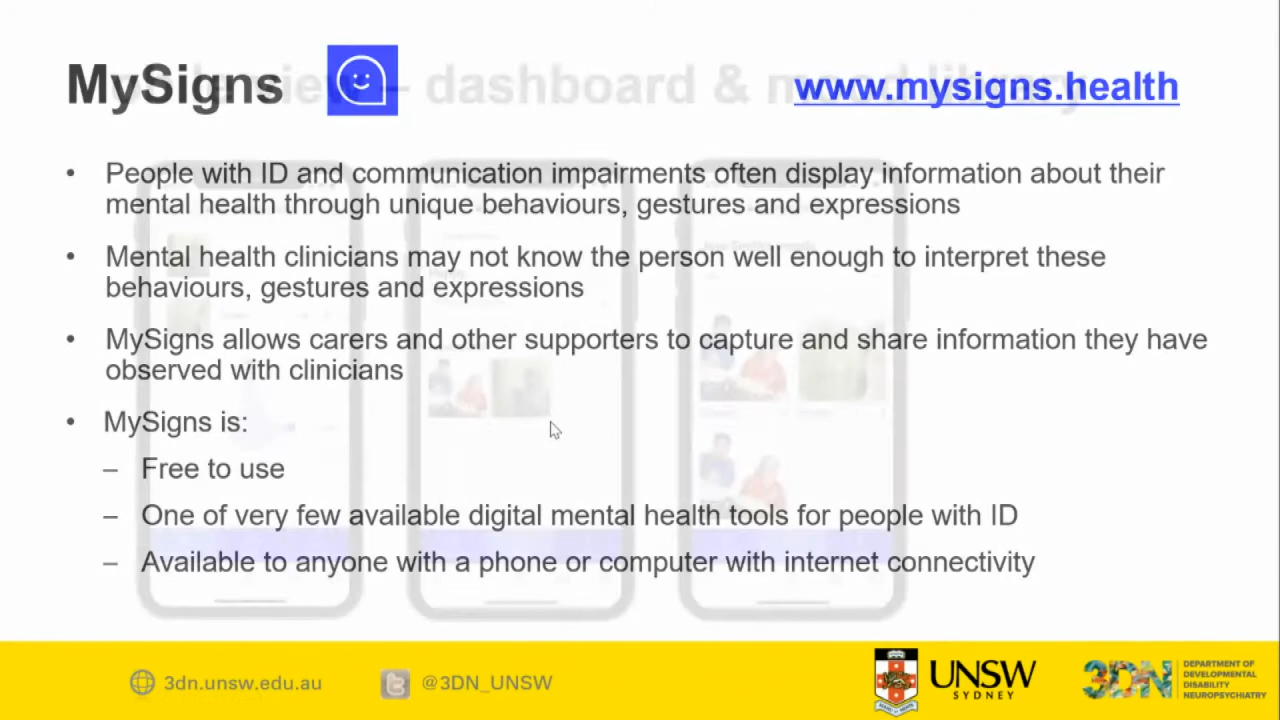 MySigns
www.mysigns.health
dashboard &
• People with ID and communication impairments often display information about their
mental health through unique behaviours, gestures and expressions
• Mental health clinicians may not know the person well enough to interpret these
behaviours, gestures and expressions
• MySigns allows carers and other supporters to capture and share information they have
observed with clinicians
• MySigns is:
– Free to use
– One of very few available digital mental health tools for people with ID
– Available to anyone with a phone or computer with internet connectivity
3dn.unsw.edu.au
@3DN_UNSW
UNSW
SYDNEY
3DN
DEPARTMENT OF
DEVELOPMENTAL
DISABILITY
NEUROPSYCHIATRY